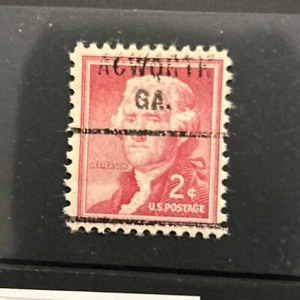 ACWORTH
GA.
JEFFERSON
2¢
U.S. POSTAGE